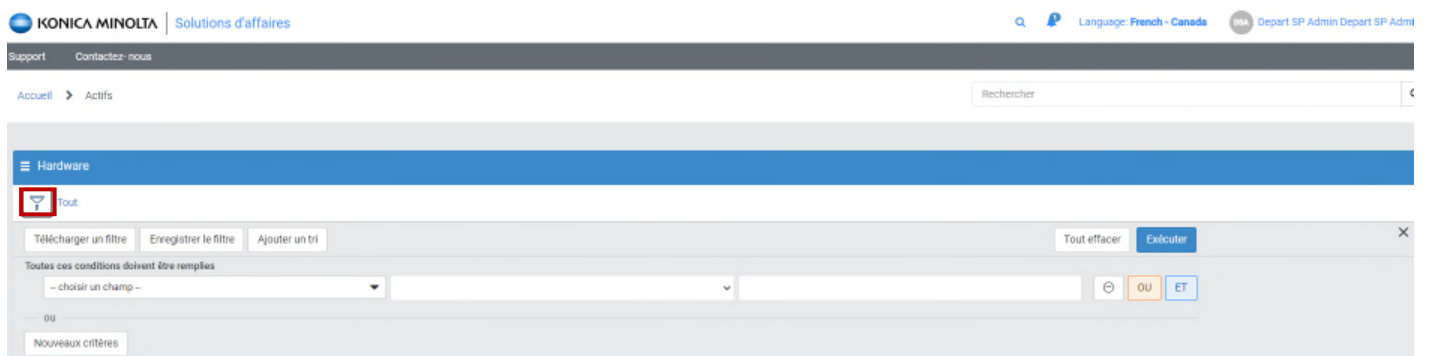 KONICA MINOLTA Solutions d'affaires
Language: French - Canada
DSA Depart SP Admin Depart SP Admi
Support Contactez-nous
Accueil > Actifs
Rechercher
Hardware
Tout
Télécharger un filtre Enregistrer le filtre Ajouter un tri Tout effacer Exécuter
Toutes ces conditions doivent être remplies
-- choisir un champ -- OU ET
OU
Nouveaux critères